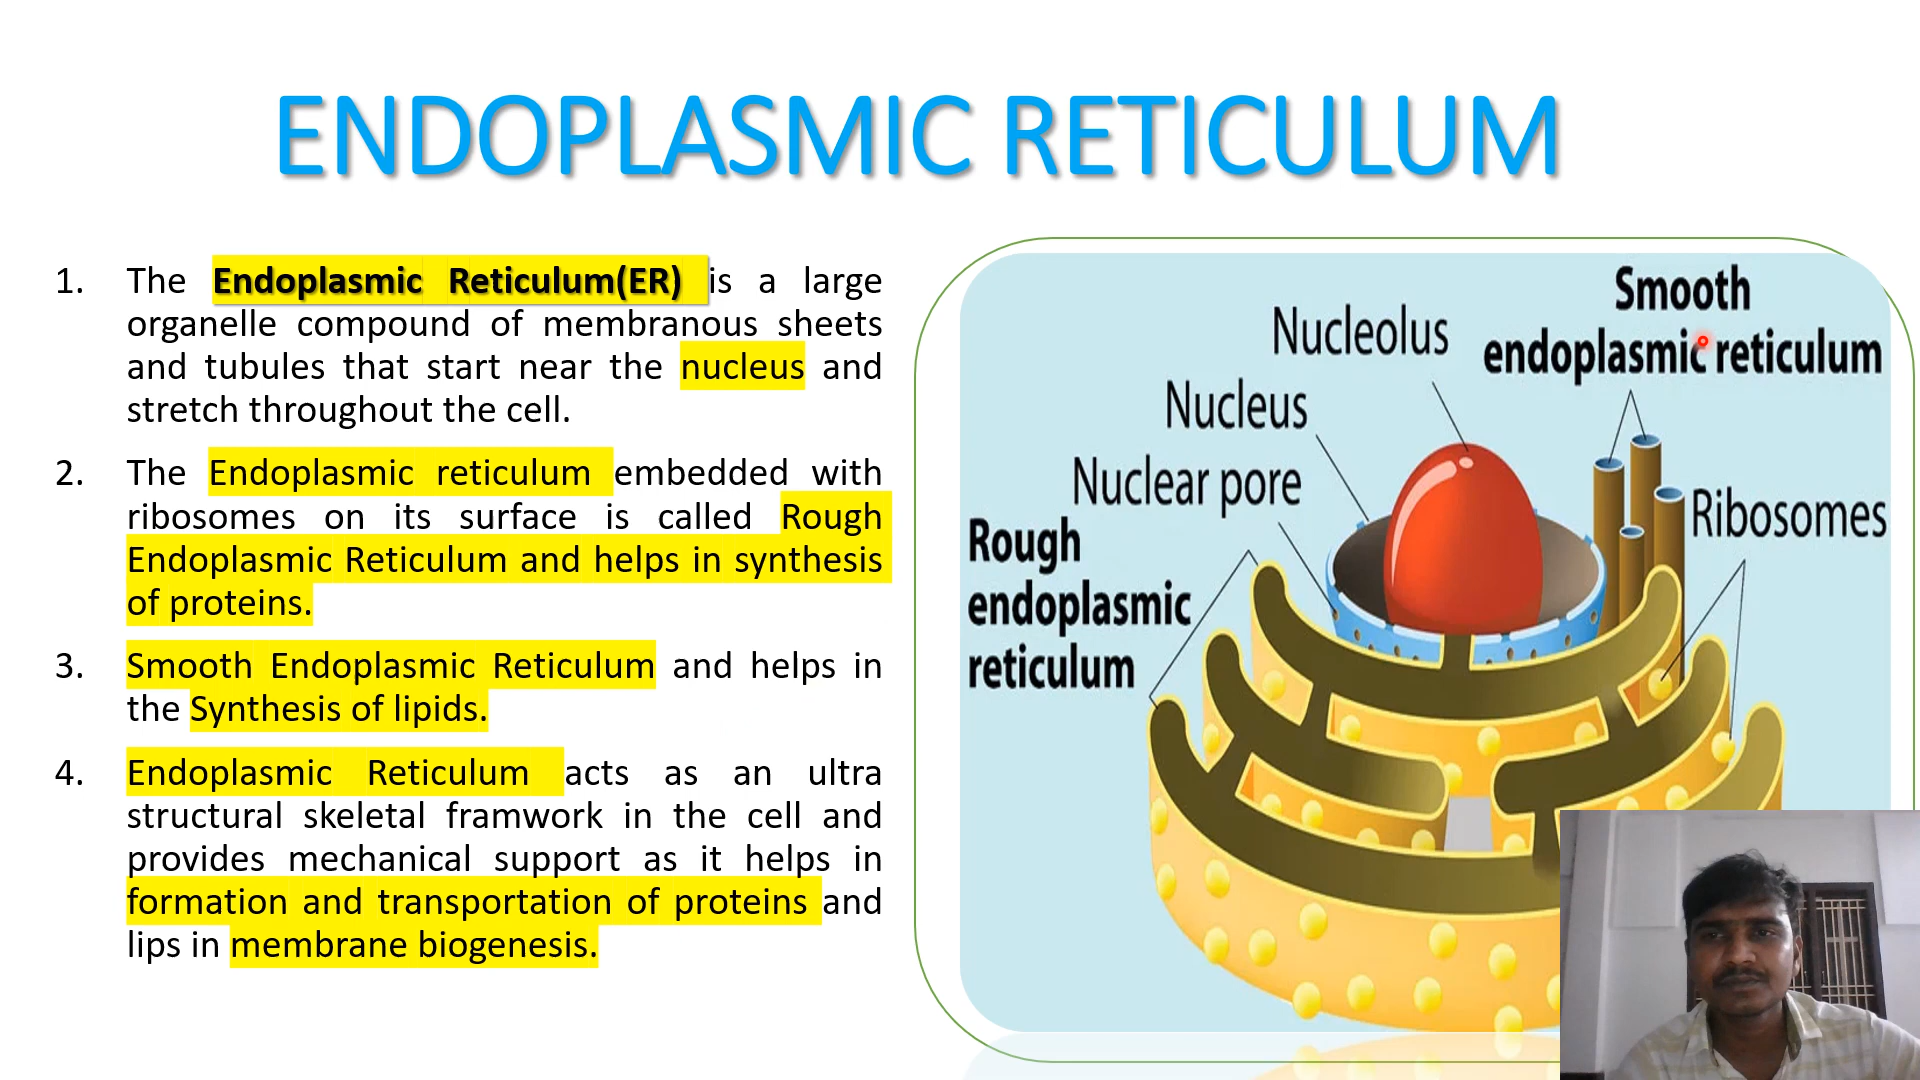 ENDOPLASMIC RETICULUM
1. The Endoplasmic Reticulum(ER) is a large
organelle compound of membranous sheets
and tubules that start near the nucleus and
stretch throughout the cell.
2. The Endoplasmic reticulum embedded with
ribosomes on its surface is called Rough
Endoplasmic Reticulum and helps in synthesis
of proteins.
3. Smooth Endoplasmic Reticulum and helps in
the Synthesis of lipids.
4. Endoplasmic Reticulum acts as an ultra
structural skeletal framwork in the cell and
provides mechanical support as it helps in
formation and transportation of proteins and
lips in membrane biogenesis.
Smooth
endoplasmic reticulum
Nucleolus
Nucleus
Nuclear pore
Ribosomes
Rough
endoplasmic
reticulum